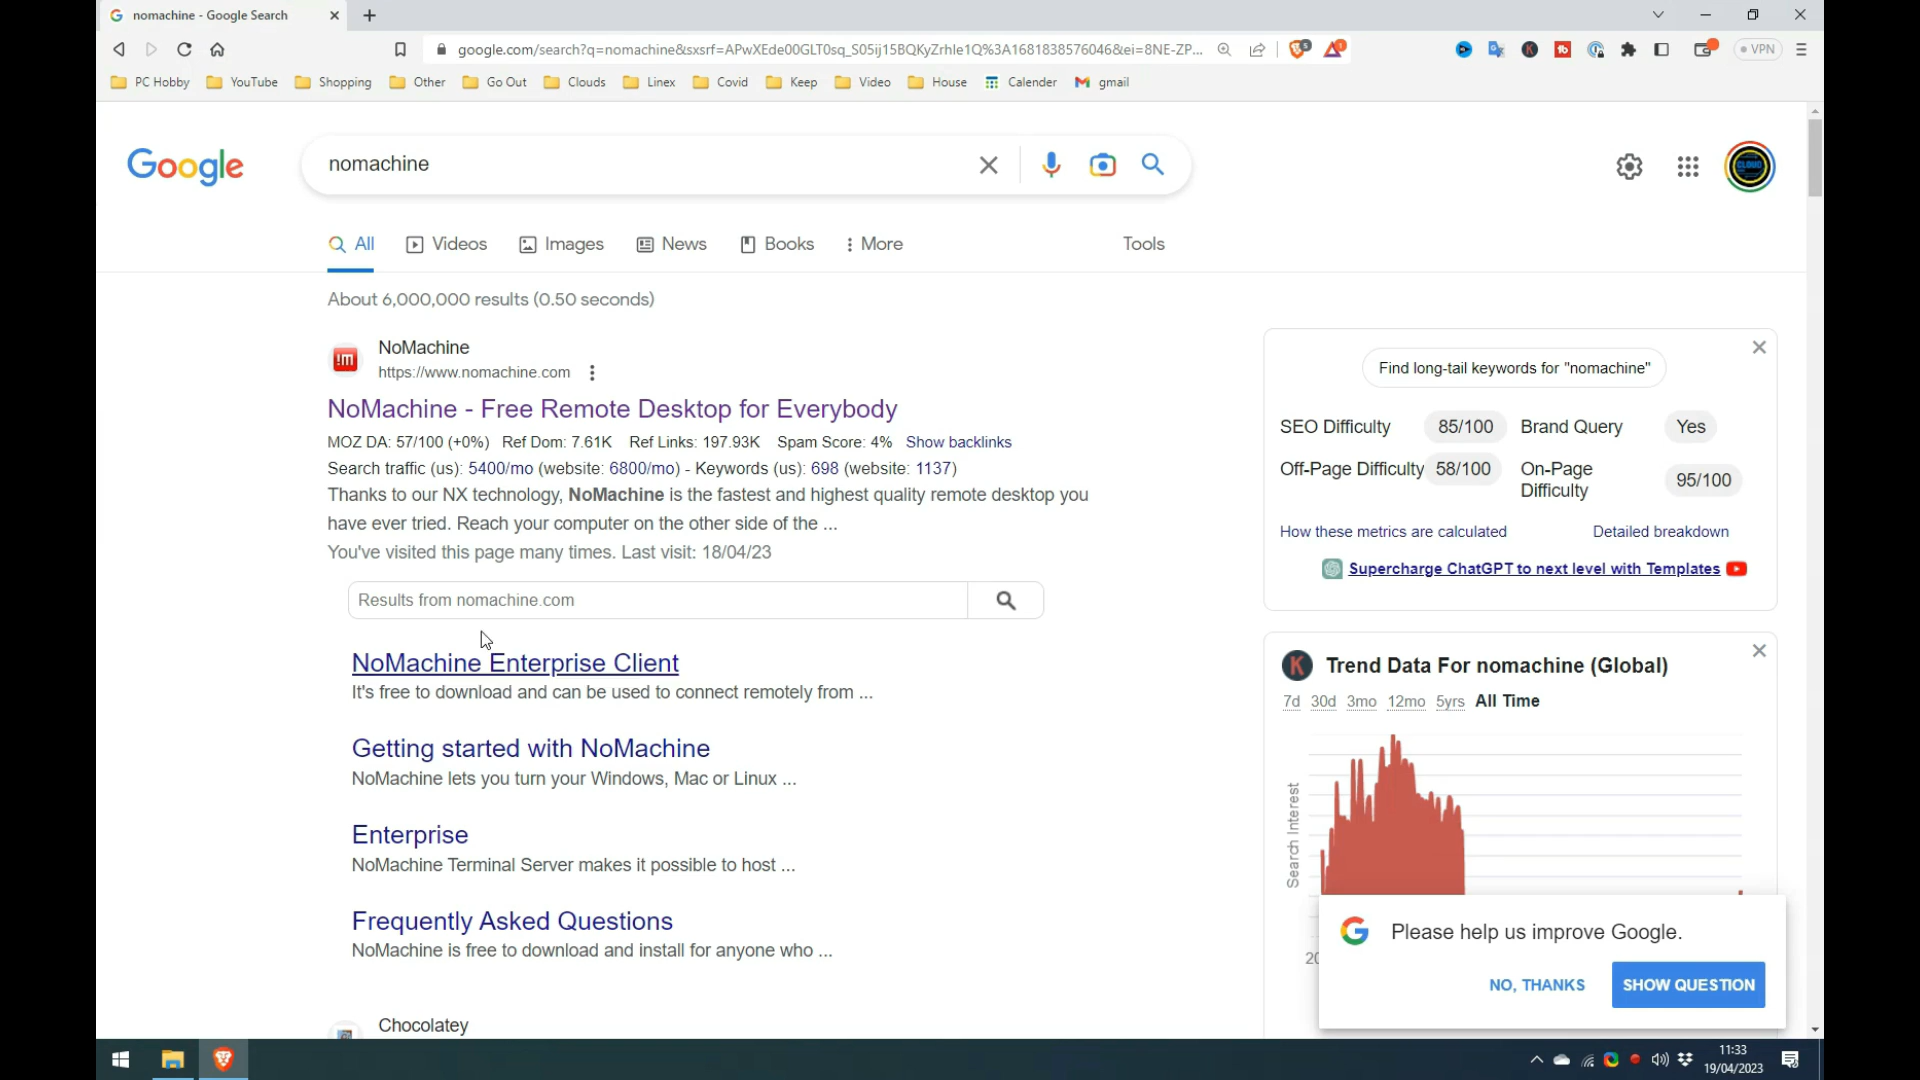 nomachine - Google Search
google.com/search?q=nomachine&sxsrf=APwXEde00GLT0sq_S05ij15BQKyZrhle1Q%3A1681838576046&ei=8NE-ZP...
5
1
VPN
PC Hobby YouTube Shopping Other Go Out Clouds Linex Covid Keep Video House Calender gmail
Google
nomachine
CLOUD
All Videos Images News Books More Tools
About 6,000,000 results (0.50 seconds)
!M
NoMachine
https://www.nomachine.com
NoMachine - Free Remote Desktop for Everybody
MOZ DA: 57/100 (+0%) Ref Dom: 7.61K Ref Links: 197.93K Spam Score: 4% Show backlinks
Search traffic (us): 5400/mo (website: 6800/mo) - Keywords (us): 698 (website: 1137)
Thanks to our NX technology, NoMachine is the fastest and highest quality remote desktop you
have ever tried. Reach your computer on the other side of the ...
You've visited this page many times. Last visit: 18/04/23
Results from nomachine.com
NoMachine Enterprise Client
It's free to download and can be used to connect remotely from ...
Getting started with NoMachine
NoMachine lets you turn your Windows, Mac or Linux ...
Enterprise
NoMachine Terminal Server makes it possible to host ...
Frequently Asked Questions
NoMachine is free to download and install for anyone who ...
Chocolatey
Find long-tail keywords for "nomachine"
SEO Difficulty 85/100 Brand Query Yes
Off-Page Difficulty 58/100 On-Page
Difficulty 95/100
How these metrics are calculated Detailed breakdown
Supercharge ChatGPT to next level with Templates
K
Trend Data For nomachine (Global)
7d 30d 3mo 12mo 5yrs All Time
Search Interest
20
Please help us improve Google.
NO, THANKS SHOW QUESTION
11:33
19/04/2023